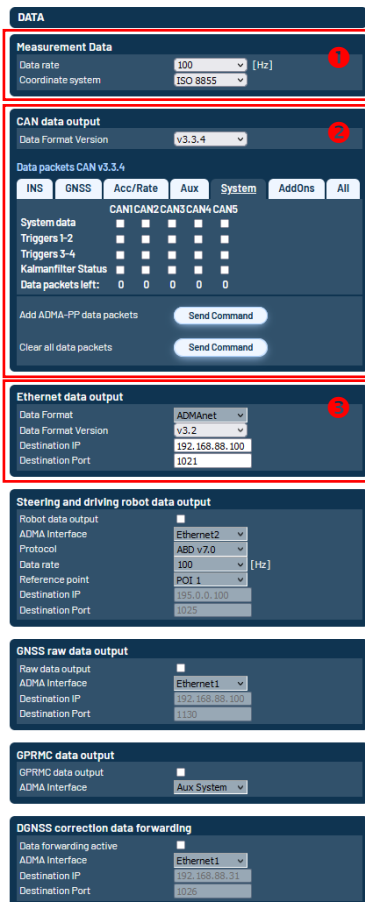 DATA
Measurement Data
1
Data rate 100 [Hz]
Coordinate system ISO 8855
CAN data output
2
Data Format Version v3.3.4
Data packets CAN v3.3.4
INS GNSS Acc/Rate Aux System AddOns All
CAN1 CAN2 CAN3 CAN4 CAN5
System data
Triggers 1-2
Triggers 3-4
Kalmanfilter Status
Data packets left: 0 0 0 0 0
Add ADMA-PP data packets Send Command
Clear all data packets Send Command
Ethernet data output
3
Data Format ADMAnet
Data Format Version v3.2
Destination IP 192.168.88.100
Destination Port 1021
Steering and driving robot data output
Robot data output
ADMA Interface Ethernet2
Protocol ABD v7.0
Data rate 100 [Hz]
Reference point POI 1
Destination IP 195.0.0.100
Destination Port 1025
GNSS raw data output
Raw data output
ADMA Interface Ethernet1
Destination IP 192.168.88.100
Destination Port 1130
GPRMC data output
GPRMC data output
ADMA Interface Aux System
DGNSS correction data forwarding
Data forwarding active
ADMA Interface Ethernet1
Destination IP 192.168.88.31
Destination Port 1026